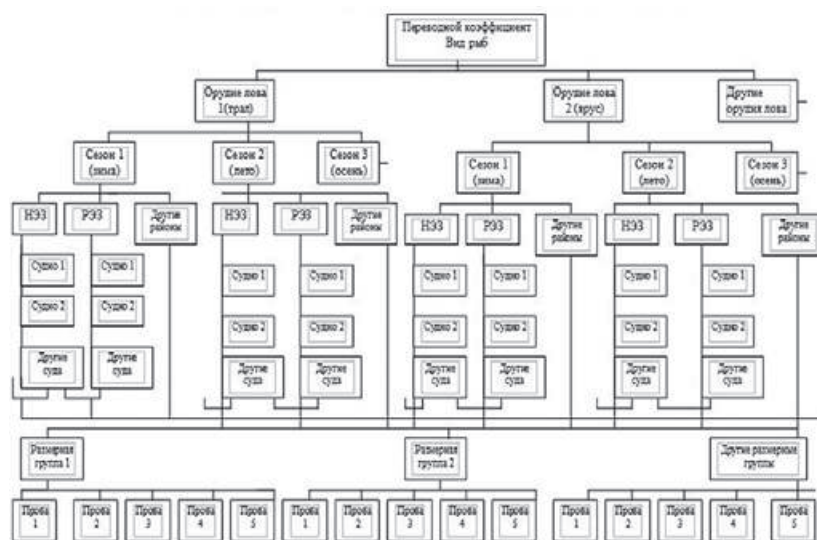 Переводной коэффициент
Вид рыб
Орудие лова
1(трал)
Орудие лова
2 (ярус)
Другие
орудия лова
Сезон 1
(зима)
Сезон 2
(лето)
Сезон 3
(осень)
Сезон 1
(зима)
Сезон 2
(лето)
Сезон 3
(осень)
НЭЗ
РЭЗ
Другие
районы
НЭЗ
РЭЗ
Другие
районы
НЭЗ
РЭЗ
Другие
районы
НЭЗ
РЭЗ
Другие
районы
Судно 1
Судно 1
Судно 1
Судно 1
Судно 1
Судно 1
Судно 1
Судно 1
Судно 2
Судно 2
Судно 2
Судно 2
Судно 2
Судно 2
Судно 2
Судно 2
Другие
суда
Другие
суда
Другие
суда
Другие
суда
Другие
суда
Другие
суда
Другие
суда
Другие
суда
Размерная
группа 1
Размерная
группа 2
Другие размерные
группы
Проба
1
Проба
2
Проба
3
Проба
4
Проба
5
Проба
1
Проба
2
Проба
3
Проба
4
Проба
5
Проба
1
Проба
2
Проба
3
Проба
4
Проба
5